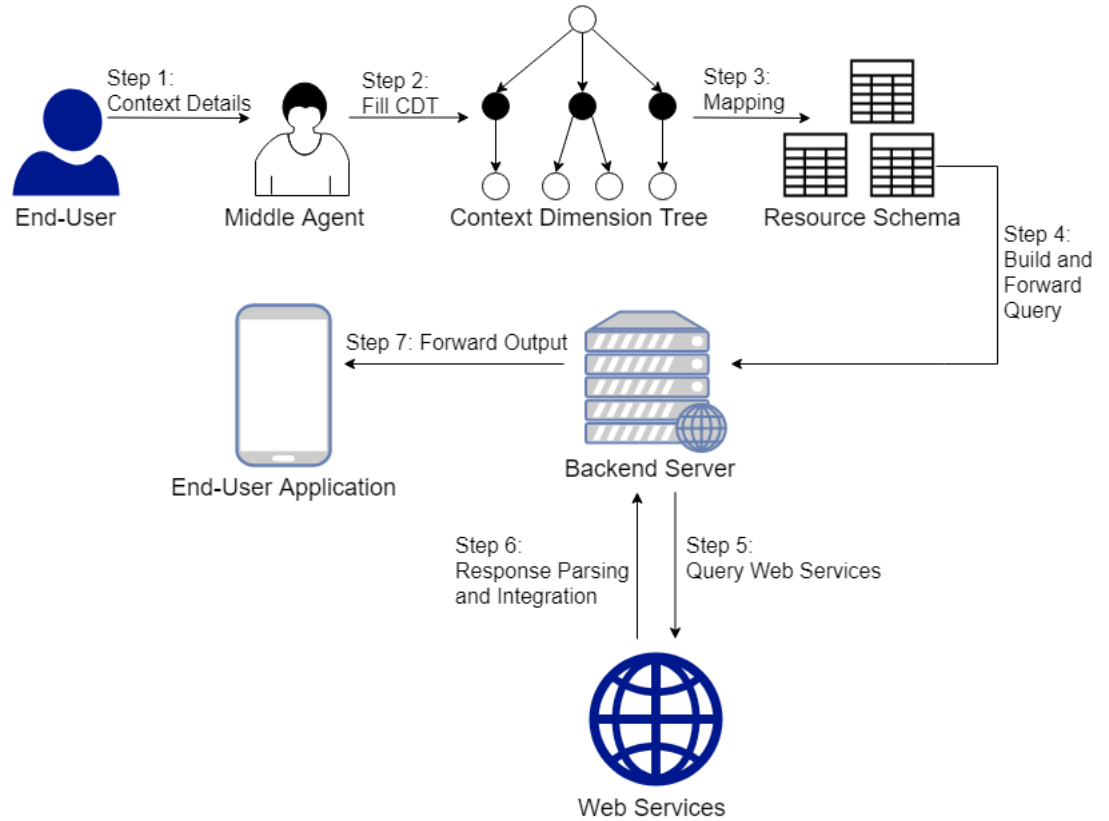 Step 1:
Context Details
Step 2:
Fill CDT
Step 3:
Mapping
End-User
Middle Agent
Context Dimension Tree
Resource Schema
Step 4:
Build and
Forward
Query
Step 7: Forward Output
End-User Application
Backend Server
Step 6:
Response Parsing
and Integration
Step 5:
Query Web Services
Web Services